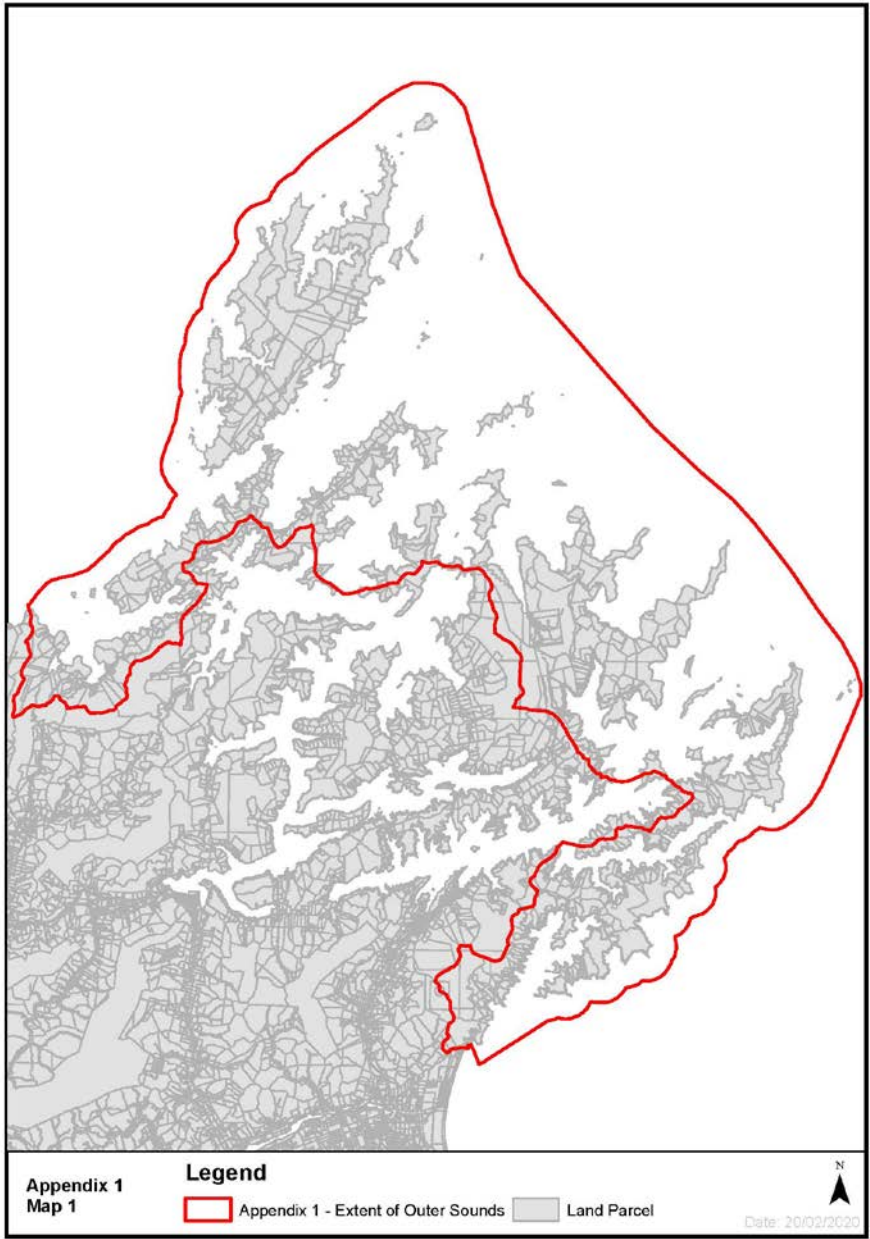 Appendix 1
Map 1
Legend
Appendix 1 - Extent of Outer Sounds
Land Parcel
N
Date: 20/02/2020